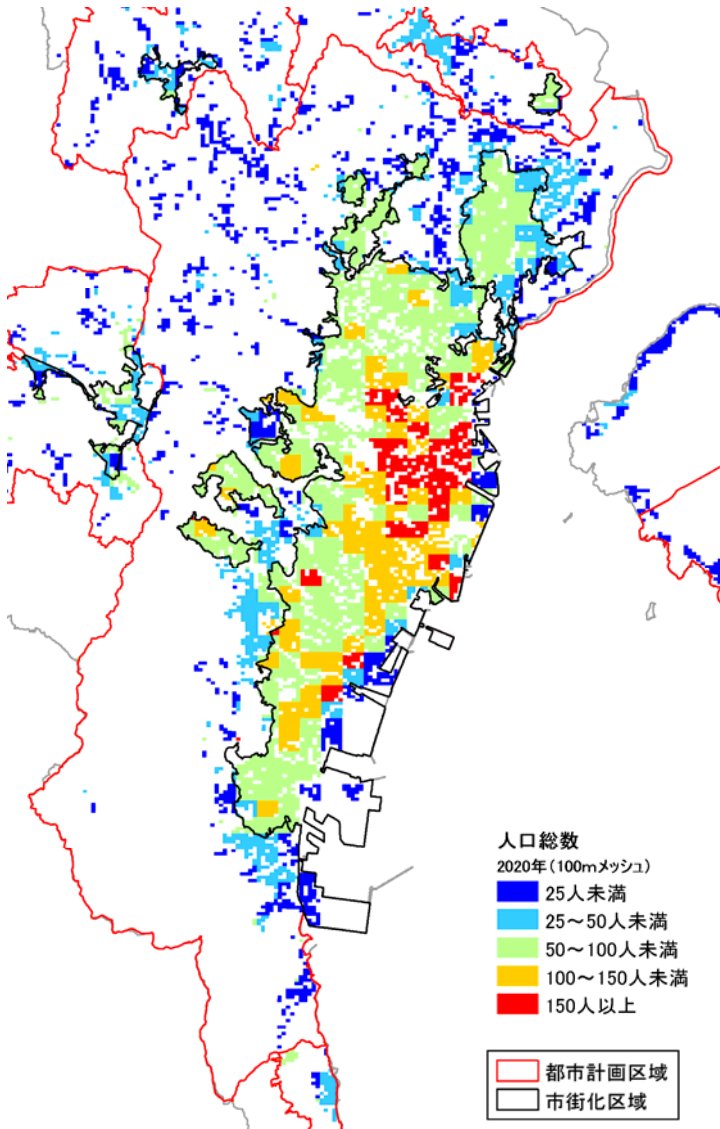 人口総数
2020年(100mメッシュ)
25人未満
25～50人未満
50～100人未満
100～150人未満
150人以上
都市計画区域
市街化区域